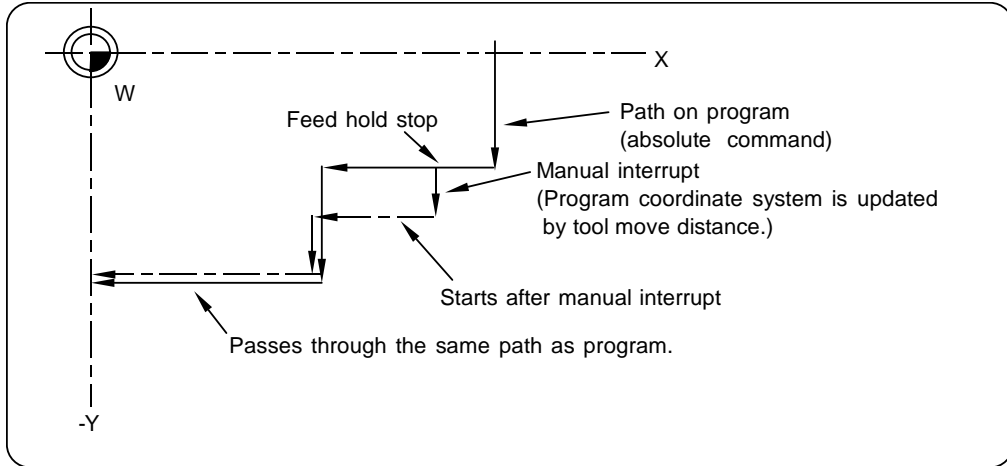 X
W
Feed hold stop
Path on program
(absolute command)
Manual interrupt
(Program coordinate system is updated
by tool move distance.)
Starts after manual interrupt
Passes through the same path as program.
-Y